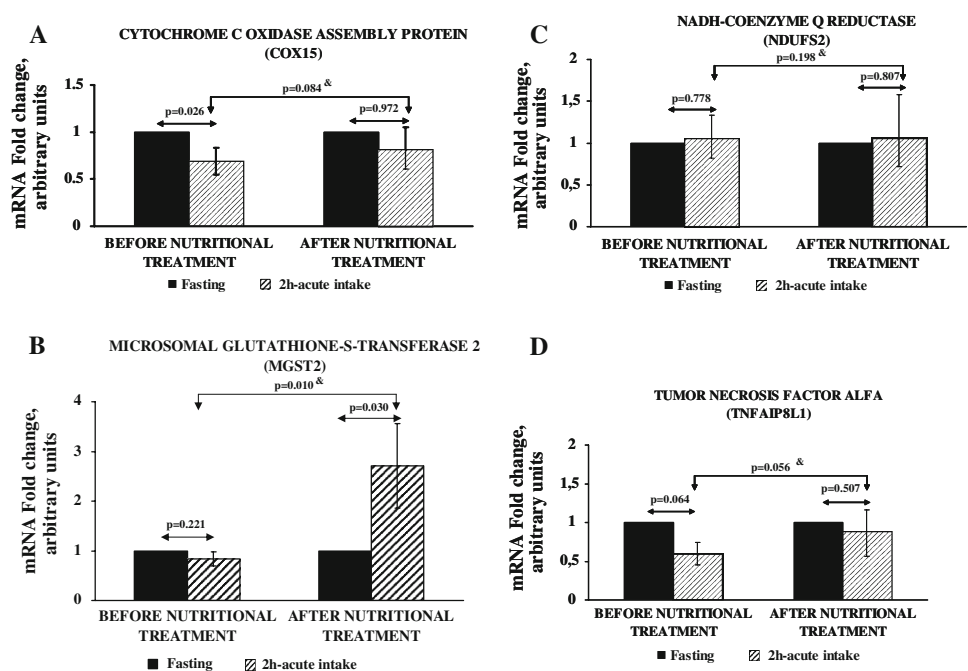 A
CYTOCHROME C OXIDASE ASSEMBLY PROTEIN
(COX15)
mRNA Fold change,
arbitrary units
1,5
1
0,5
0
p=0.084 &
p=0.026
p=0.972
BEFORE NUTRITIONAL
TREATMENT
AFTER NUTRITIONAL
TREATMENT
Fasting
2h-acute intake
B
MICROSOMAL GLUTATHIONE-S-TRANSFERASE 2
(MGST2)
mRNA Fold change,
arbitrary units
4
3
2
1
0
p=0.010 &
p=0.221
p=0.030
BEFORE NUTRITIONAL
TREATMENT
AFTER NUTRITIONAL
TREATMENT
Fasting
2h-acute intake
C
NADH-COENZYME Q REDUCTASE
(NDUFS2)
mRNA Fold change,
arbitrary units
2
1,5
1
0,5
0
p=0.198 &
p=0.778
p=0.807
BEFORE NUTRITIONAL
TREATMENT
AFTER NUTRITIONAL
TREATMENT
Fasting
2h-acute intake
D
TUMOR NECROSIS FACTOR ALFA
(TNFAIP8L1)
mRNA Fold change,
arbitrary units
2
1,5
1
0,5
0
p=0.056 &
p=0.064
p=0.507
BEFORE NUTRITIONAL
TREATMENT
AFTER NUTRITIONAL
TREATMENT
Fasting
2h-acute intake